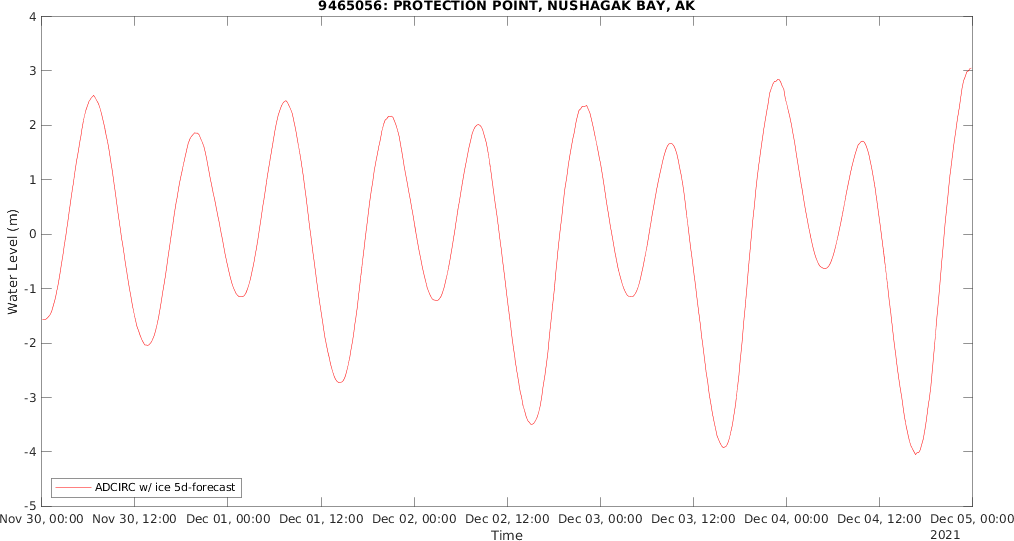 9465056: PROTECTION POINT, NUSHAGAK BAY, AK
4
3
2
1
0
-1
-2
-3
-4
-5
Water Level (m)
ADCIRC w/ ice 5d-forecast
Nov 30, 00:00 Nov 30, 12:00 Dec 01, 00:00 Dec 01, 12:00 Dec 02, 00:00 Dec 02, 12:00 Dec 03, 00:00 Dec 03, 12:00 Dec 04, 00:00 Dec 04, 12:00 Dec 05, 00:00
Time
2021